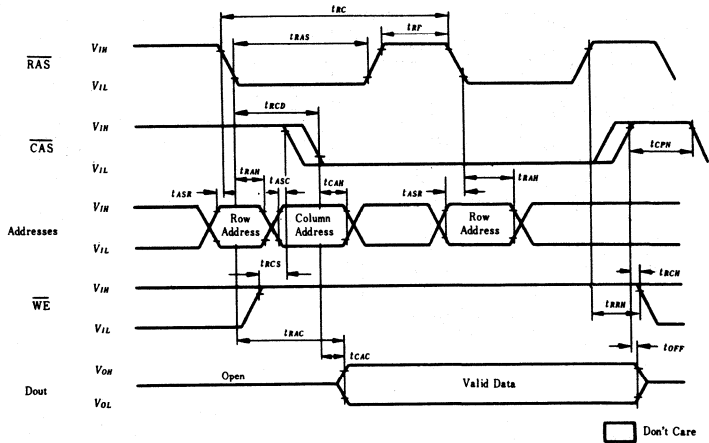 tRC
tRAS
tRP
RAS
VIH
VIL
tRCD
CAS
VIH
VIL
tCPN
tRAH
tASC
tCAH
tASR
tASR
tRAH
Addresses
VIH
VIL
Row
Address
Column
Address
Row
Address
tRCS
tRCH
WE
VIH
VIL
tRRH
tRAC
tCAC
tOFF
Dout
VOH
VOL
Open
Valid Data
Don't Care